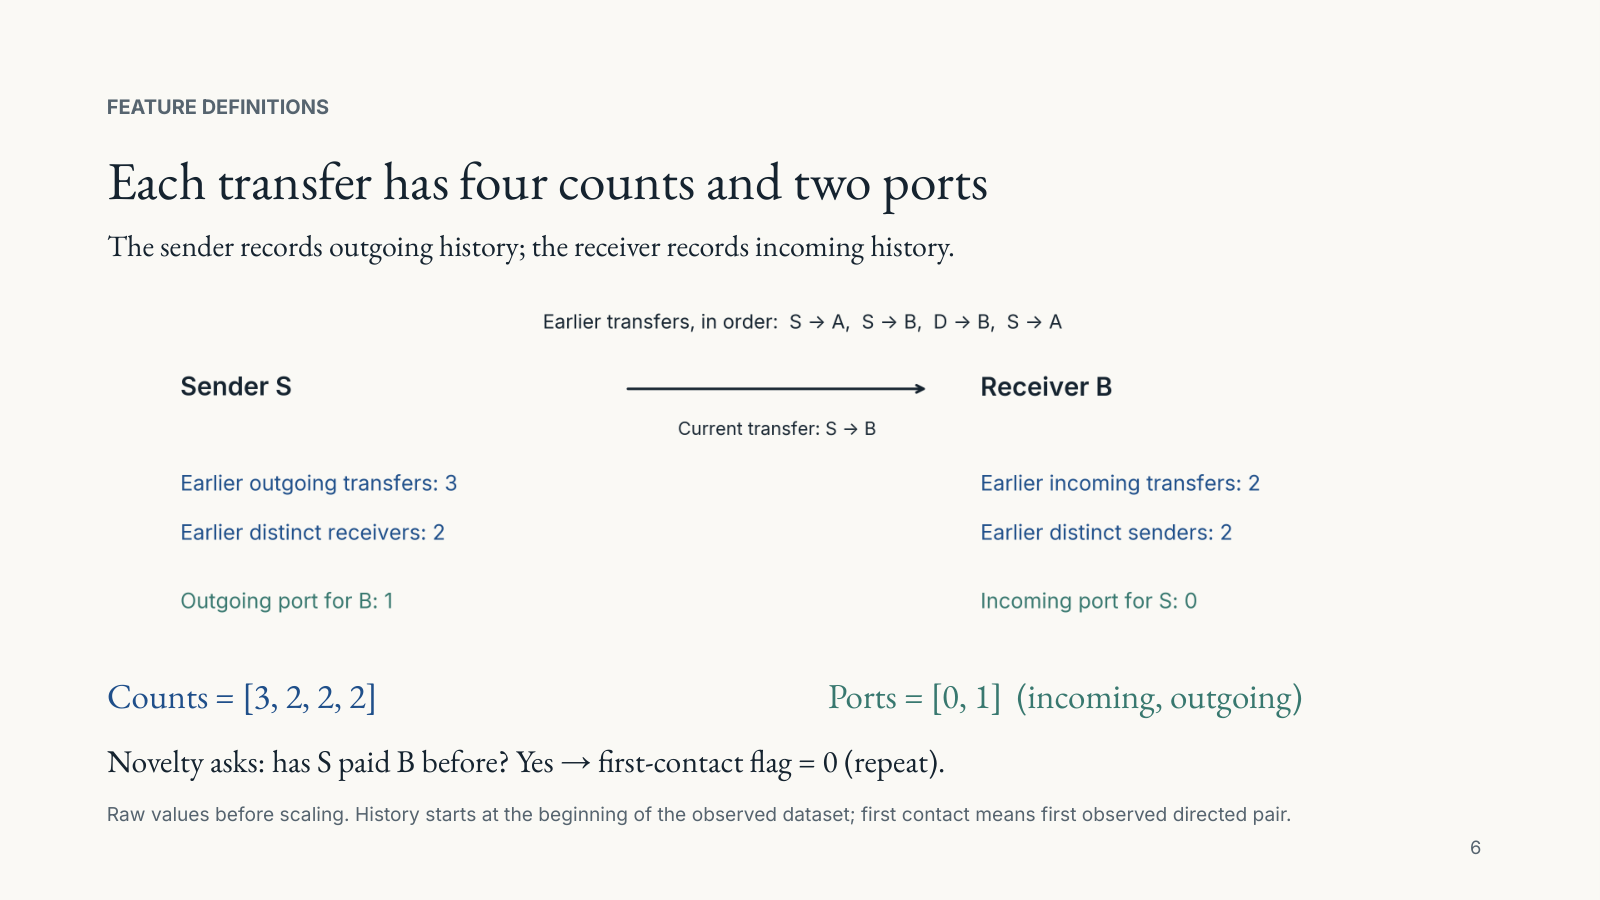 FEATURE DEFINITIONS
Each transfer has four counts and two ports
The sender records outgoing history; the receiver records incoming history.
Earlier transfers, in order: S → A, S → B, D → B, S → A
Sender S
Receiver B
Current transfer: S → B
Earlier outgoing transfers: 3
Earlier incoming transfers: 2
Earlier distinct receivers: 2
Earlier distinct senders: 2
Outgoing port for B: 1
Incoming port for S: 0
Counts = [3, 2, 2, 2]
Ports = [0, 1] (incoming, outgoing)
Novelty asks: has S paid B before? Yes → first-contact flag = 0 (repeat).
Raw values before scaling. History starts at the beginning of the observed dataset; first contact means first observed directed pair.
6